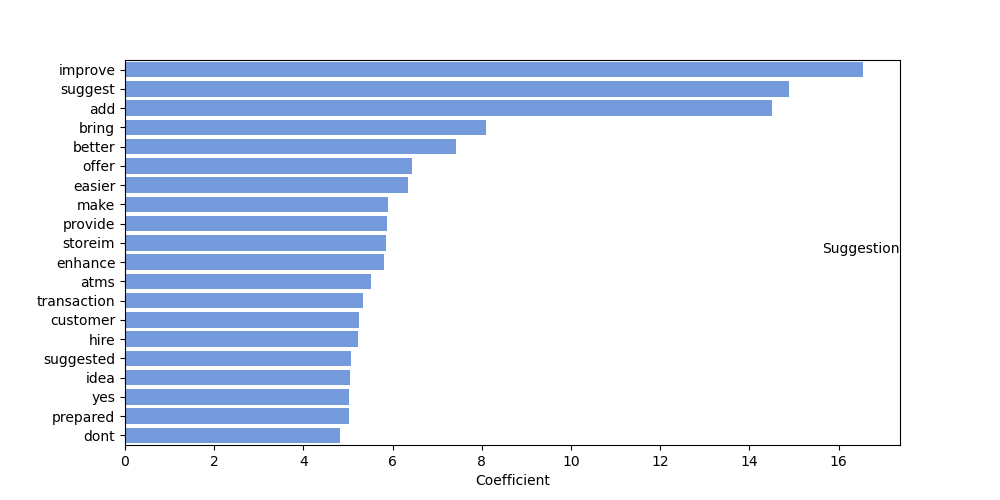 improve
suggest
add
bring
better
offer
easier
make
provide
storeim
enhance
atms
transaction
customer
hire
suggested
idea
yes
prepared
dont
Suggestion
0 2 4 6 8 10 12 14 16
Coefficient